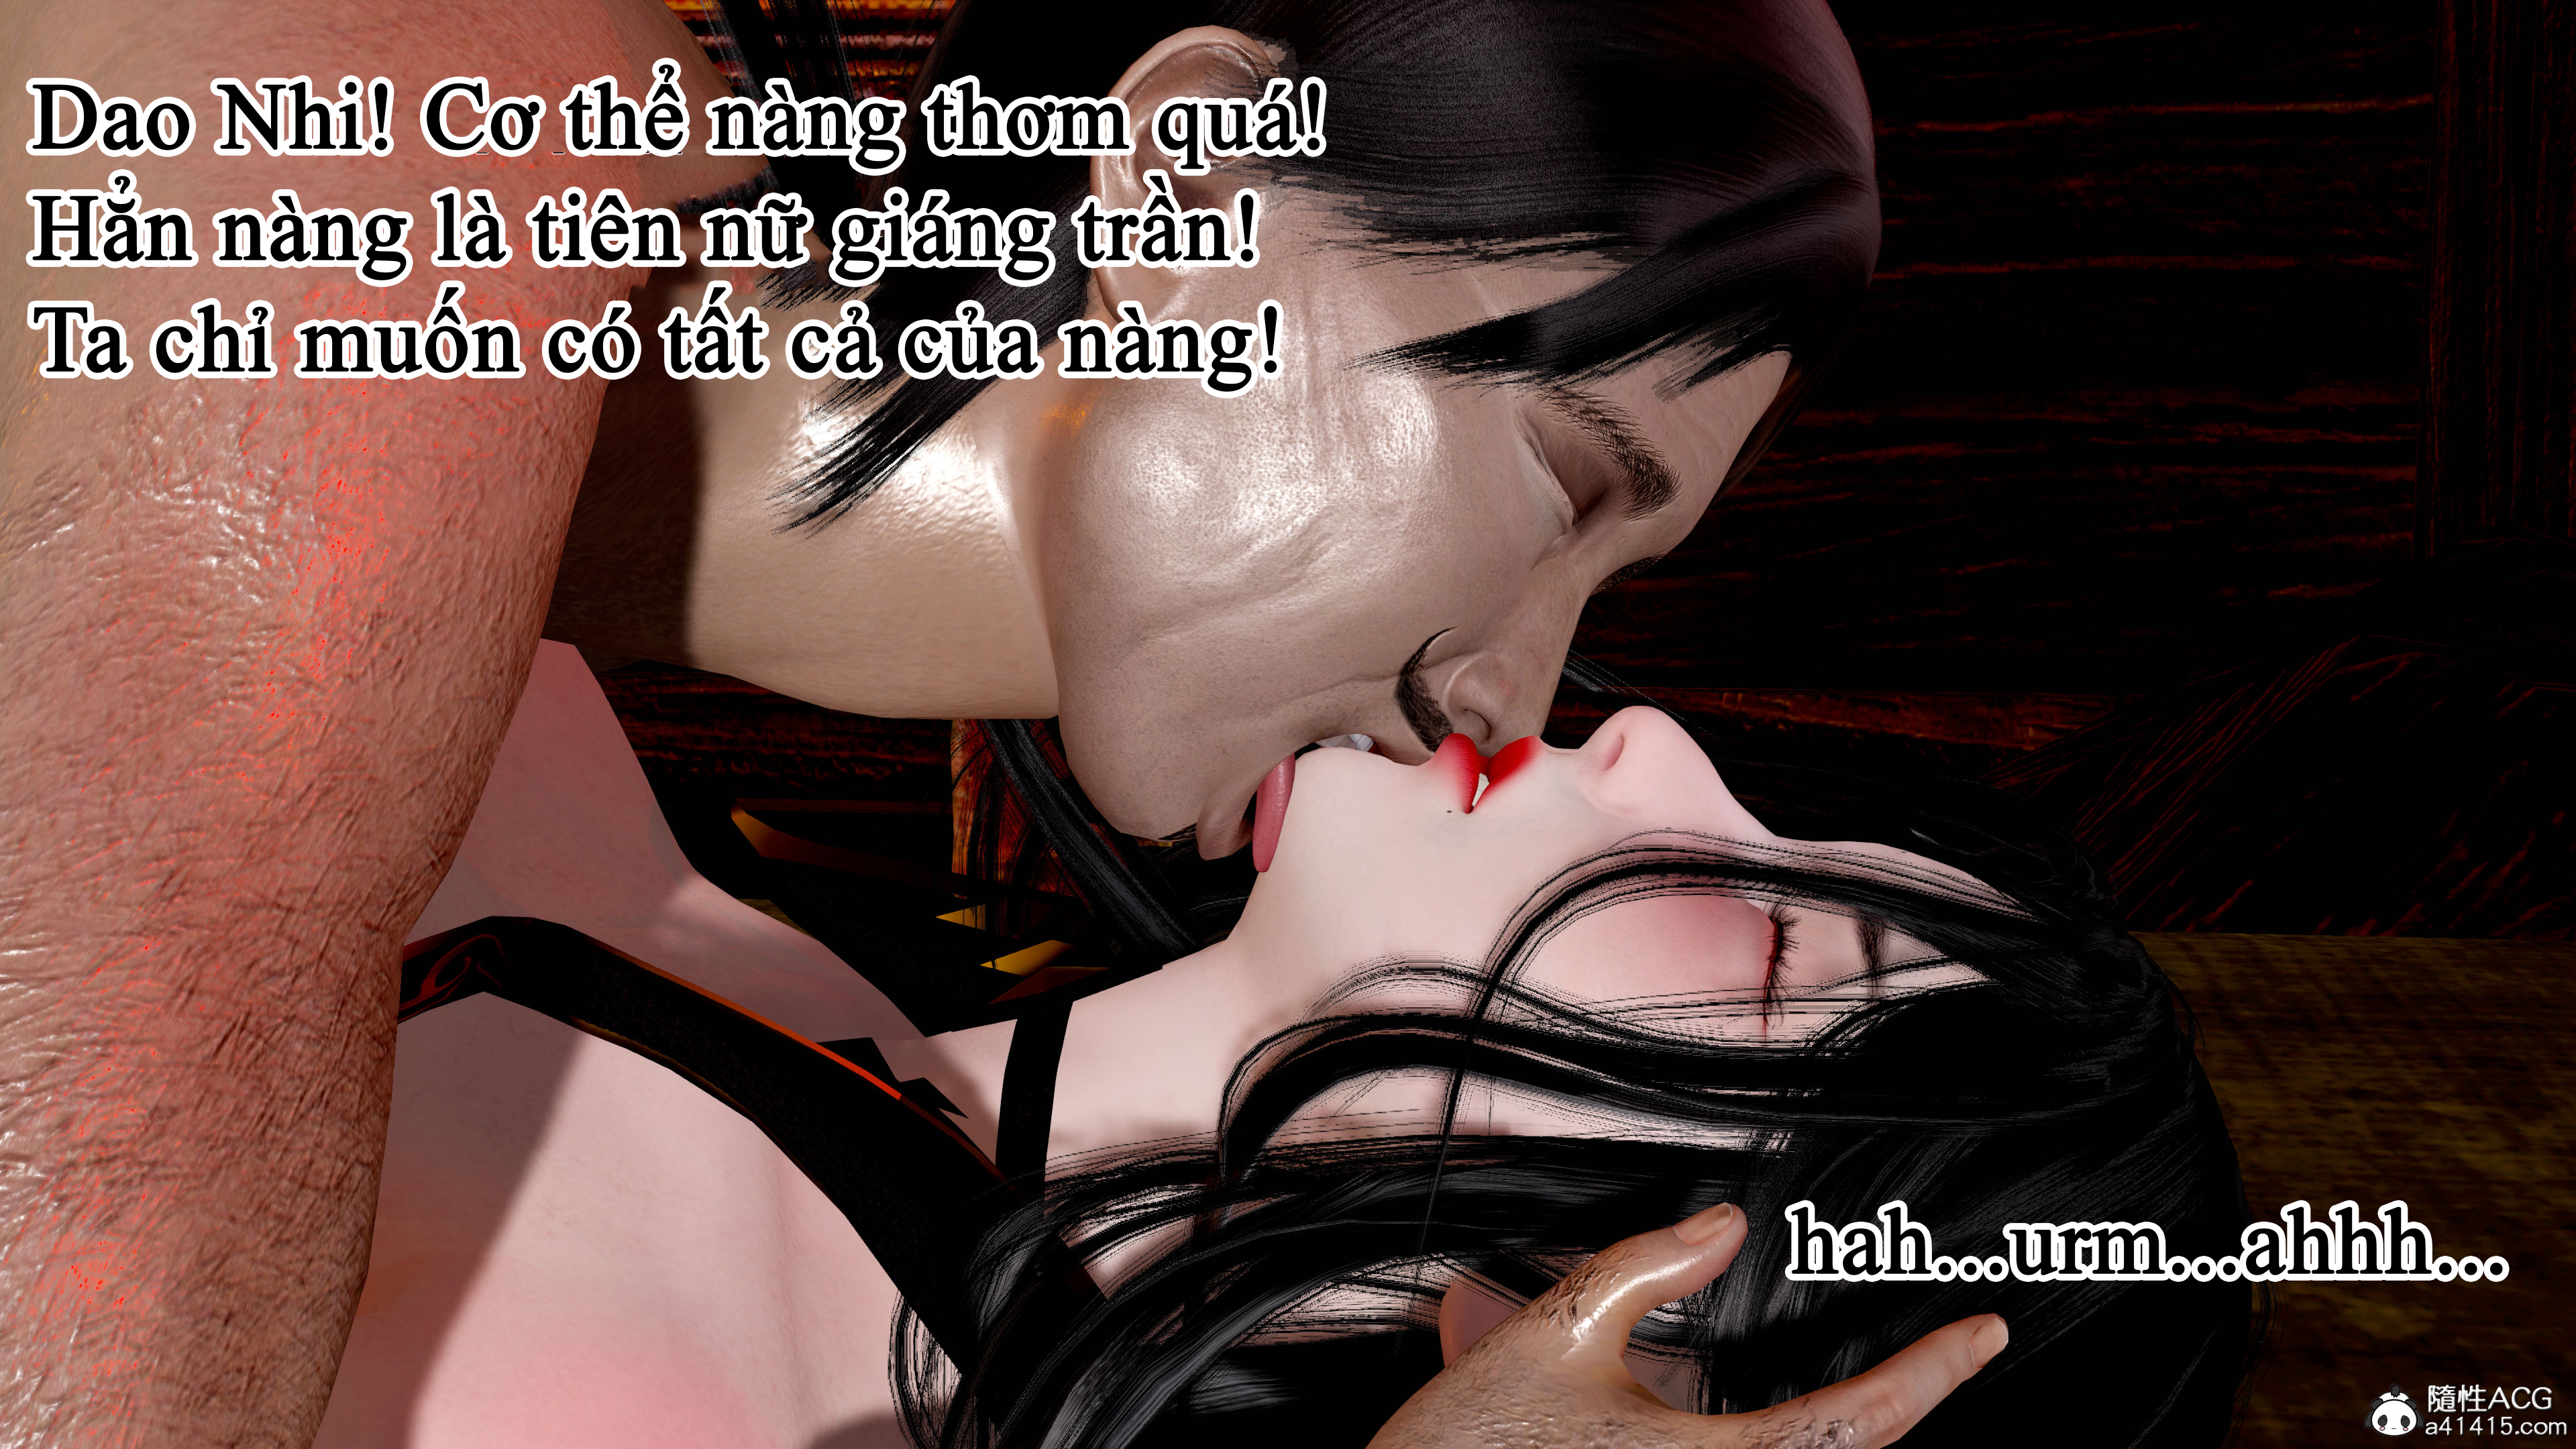 Dao Nhi! Cơ thể nàng thơm quá!
Hẳn nàng là tiên nữ giáng trần!
Ta chỉ muốn có tất cả của nàng!
hah...urm...ahhh...
隨性ACG
a41415.com